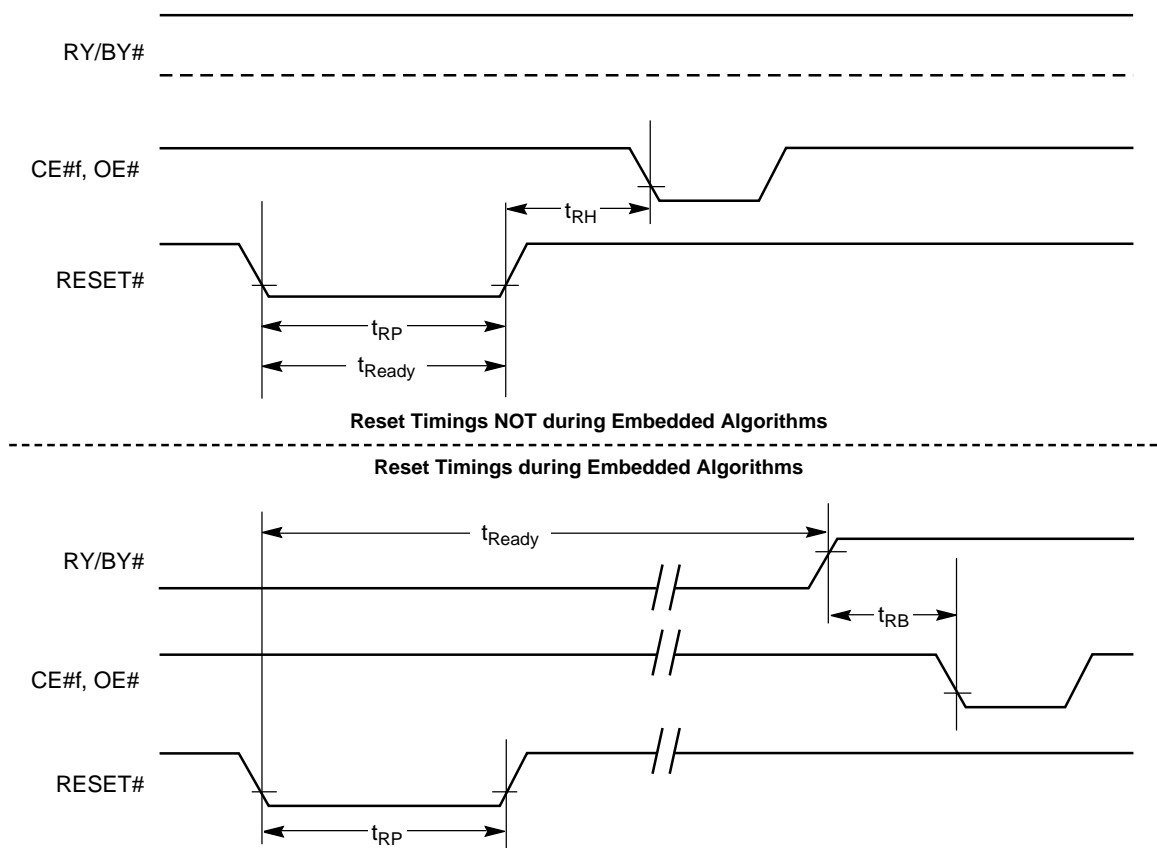 RY/BY#
CE#f, OE#
tRH
RESET#
tRP
tReady
Reset Timings NOT during Embedded Algorithms
Reset Timings during Embedded Algorithms
tReady
RY/BY#
tRB
CE#f, OE#
RESET#
tRP